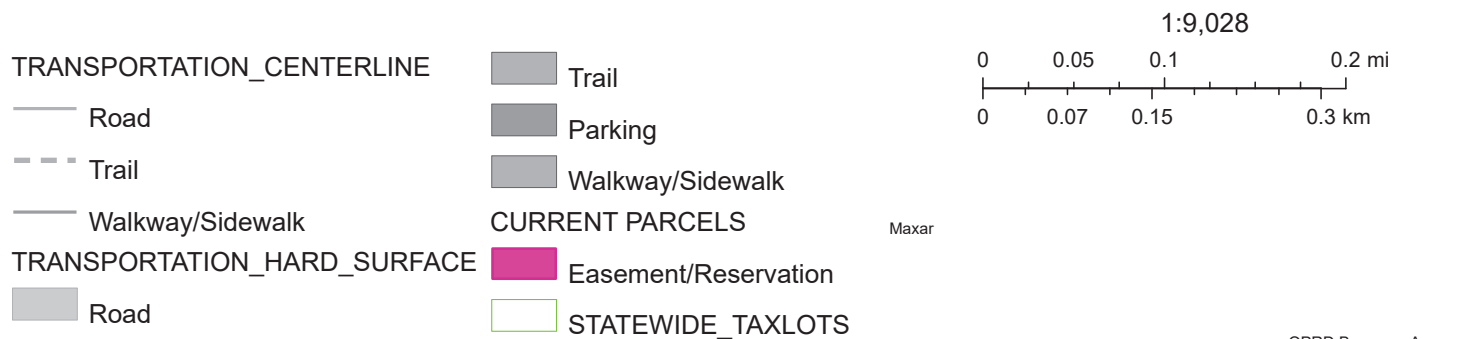 TRANSPORTATION_CENTERLINE
Road
Trail
Walkway/Sidewalk
TRANSPORTATION_HARD_SURFACE
Road
Trail
Parking
Walkway/Sidewalk
CURRENT PARCELS
Easement/Reservation
STATEWIDE_TAXLOTS
1:9,028
0 0.05 0.1 0.2 mi
0 0.07 0.15 0.3 km
Maxar